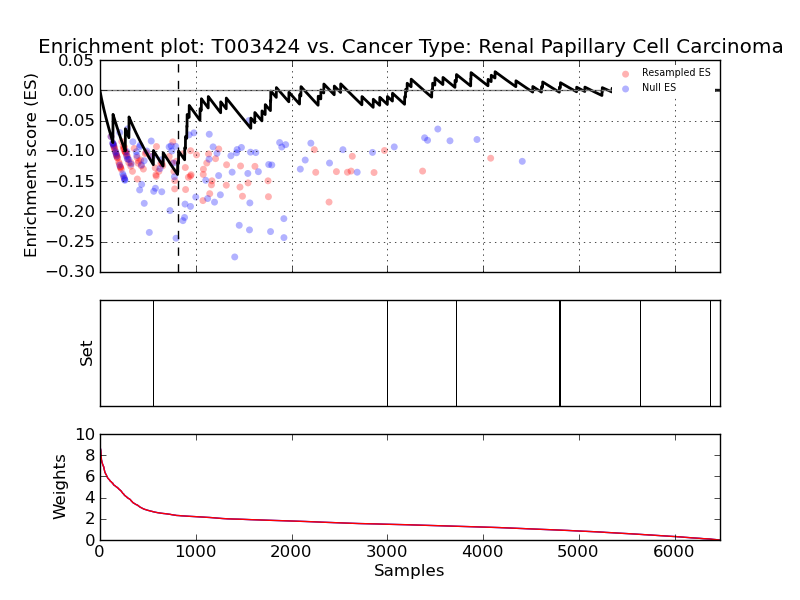 Enrichment plot: T003424 vs. Cancer Type: Renal Papillary Cell Carcinoma
Enrichment score (ES)
0.05
0.00
−0.05
−0.10
−0.15
−0.20
−0.25
−0.30
Resampled ES
Null ES
Set
Weights
10
8
6
4
2
0
0 1000 2000 3000 4000 5000 6000
Samples